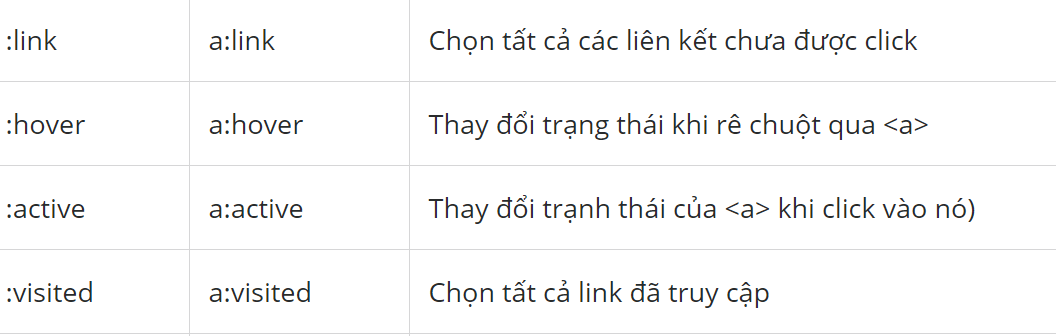 :link a:link Chọn tất cả các liên kết chưa được click
:hover a:hover Thay đổi trạng thái khi rê chuột qua <a>
:active a:active Thay đổi trạnh thái của <a> khi click vào nó)
:visited a:visited Chọn tất cả link đã truy cập